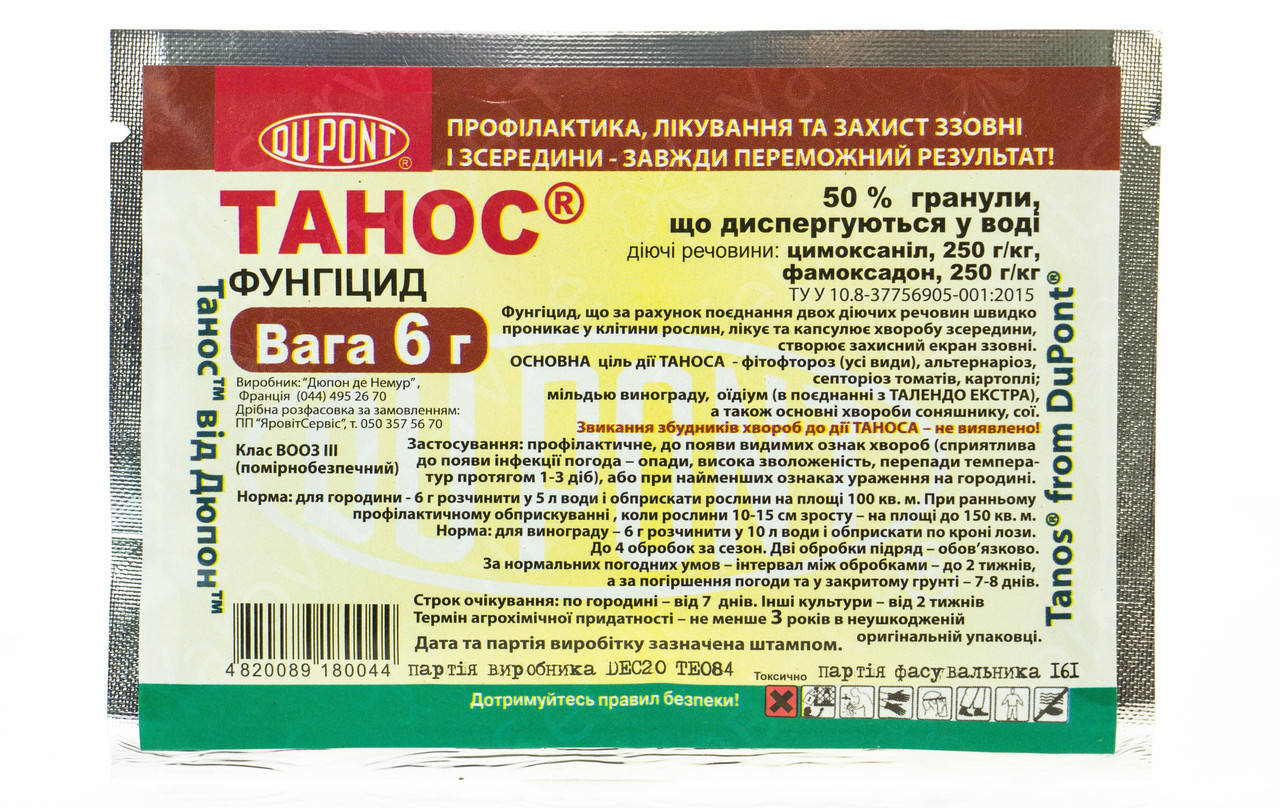 DU PONT®
ПРОФІЛАКТИКА, ЛІКУВАННЯ ТА ЗАХИСТ ЗЗОВНІ
І ЗСЕРЕДИНИ - ЗАВЖДИ ПЕРЕМОЖНИЙ РЕЗУЛЬТАТ!
ТАНОС®
ФУНГІЦИД
Вага 6 г
50 % гранули,
що диспергуються у воді
діючі речовини: цимоксаніл, 250 г/кг,
фамоксадон, 250 г/кг
ТУ У 10.8-37756905-001:2015
Фунгіцид, що за рахунок поєднання двох діючих речовин швидко
проникає у клітини рослин, лікує та капсулює хворобу зсередини,
створює захисний екран ззовні.
ОСНОВНА ціль дії ТАНОСА - фітофтороз (усі види), альтернаріоз,
септоріоз томатів, картоплі;
мільдью винограду, оїдіум (в поєднанні з ТАЛЕНДО ЕКСТРА),
а також основні хвороби соняшнику, сої.
Звикання збудників хвороб до дії ТАНОСА – не виявлено!
Виробник: "Дюпон де Немур" ,
Франція (044) 495 26 70
Дрібна розфасовка за замовленням:
ПП "ЯровітСервіс", т. 050 357 56 70
Клас ВООЗ III
(помірнобезпечний)
Застосування: профілактичне, до появи видимих ознак хвороб (сприятлива
до появи інфекції погода – опади, висока зволоженість, перепади темпера-
тур протягом 1-3 діб), або при найменших ознаках ураження на городині.
Норма: для городини - 6 г розчинити у 5 л води і обприскати рослини на площі 100 кв. м. При ранньому
профілактичному обприскуванні , коли рослини 10-15 см зросту – на площі до 150 кв. м.
Норма: для винограду – 6 г розчинити у 10 л води і обприскати по кроні лози.
До 4 обробок за сезон. Дві обробки підряд – обов'язково.
За нормальних погодних умов – інтервал між обробками – до 2 тижнів,
а за погіршення погоди та у закритому грунті – 7-8 днів.
Строк очікування: по городині – від 7 днів. Інші культури – від 2 тижнів
Термін агрохімічної придатності – не менше 3 років в неушкодженій
оригінальній упаковці.
Дата та партія виробітку зазначена штампом.
4 820089 180044
партія виробника DEC20 TE084
Токсично
партія фасувальника 161
Дотримуйтесь правил безпеки!
Танос™ від Дюпон™
Tanos® from DuPont®